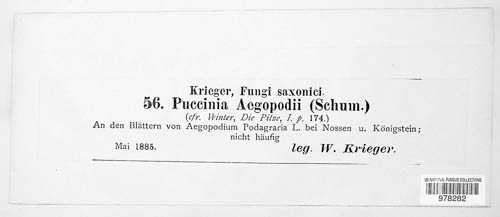 Krieger, Fungi saxonici.
56. Puccinia Aegopodii (Schum.)
(cfr. Winter, Die Pilze, I. p. 174.)
An den Blättern von Aegopodium Podagraria L. bei Nossen u. Königstein;
nicht häufig
Mai 1885. leg. W. Krieger.
US NATIONAL FUNGUS COLLECTIONS
978282